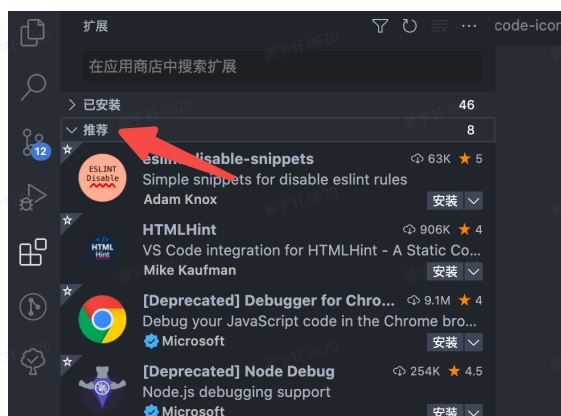 扩展
code-icon
在应用商店中搜索扩展
已安装 46
推荐 8
12
eslint-disable-snippets 63K 5
ESLINT
Disable
Simple snippets for disable eslint rules
Adam Knox 安装
HTMLHint 906K 4
HTML
Hint
VS Code integration for HTMLHint - A Static Co...
Mike Kaufman 安装
[Deprecated] Debugger for Chro... 9.1M 4
Debug your JavaScript code in the Chrome bro...
Microsoft 安装
[Deprecated] Node Debug 254K 4.5
Node.js debugging support
Microsoft 安装